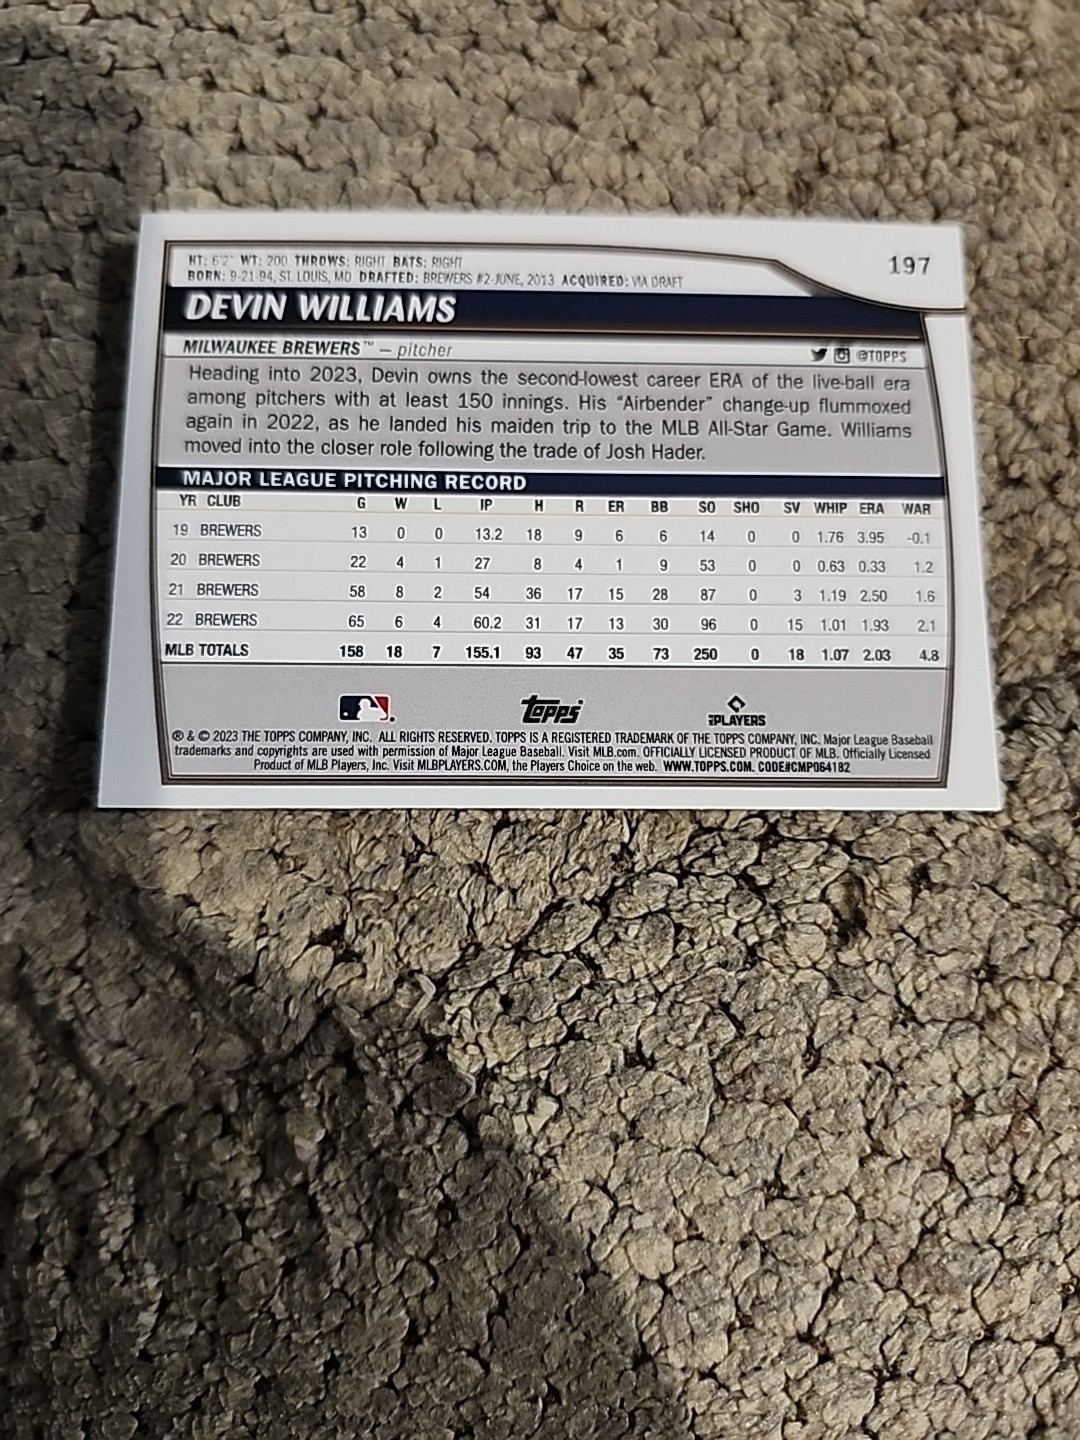 197
HT: 6'2" WT: 200 THROWS: RIGHT BATS: RIGHT
BORN: 9-21-94, ST. LOUIS, MO DRAFTED: BREWERS #2-JUNE, 2013 ACQUIRED: VIA DRAFT
DEVIN WILLIAMS
MILWAUKEE BREWERS™ – pitcher @TOPPS
Heading into 2023, Devin owns the second-lowest career ERA of the live-ball era
among pitchers with at least 150 innings. His "Airbender" change-up flummoxed
again in 2022, as he landed his maiden trip to the MLB All-Star Game. Williams
moved into the closer role following the trade of Josh Hader.
MAJOR LEAGUE PITCHING RECORD
YR CLUB G W L IP H R ER BB SO SHO SV WHIP ERA WAR
19 BREWERS 13 0 0 13.2 18 9 6 6 14 0 0 1.76 3.95 -0.1
20 BREWERS 22 4 1 27 8 4 1 9 53 0 0 0.63 0.33 1.2
21 BREWERS 58 8 2 54 36 17 15 28 87 0 3 1.19 2.50 1.6
22 BREWERS 65 6 4 60.2 31 17 13 30 96 0 15 1.01 1.93 2.1
MLB TOTALS 158 18 7 155.1 93 47 35 73 250 0 18 1.07 2.03 4.8
Topps
PLAYERS
® & © 2023 THE TOPPS COMPANY, INC. ALL RIGHTS RESERVED. TOPPS IS A REGISTERED TRADEMARK OF THE TOPPS COMPANY, INC. Major League Baseball
trademarks and copyrights are used with permission of Major League Baseball. Visit MLB.com. OFFICIALLY LICENSED PRODUCT OF MLB. Officially Licensed
Product of MLB Players, Inc. Visit MLBPLAYERS.COM, the Players Choice on the web. WWW.TOPPS.COM. CODE#CMP064182